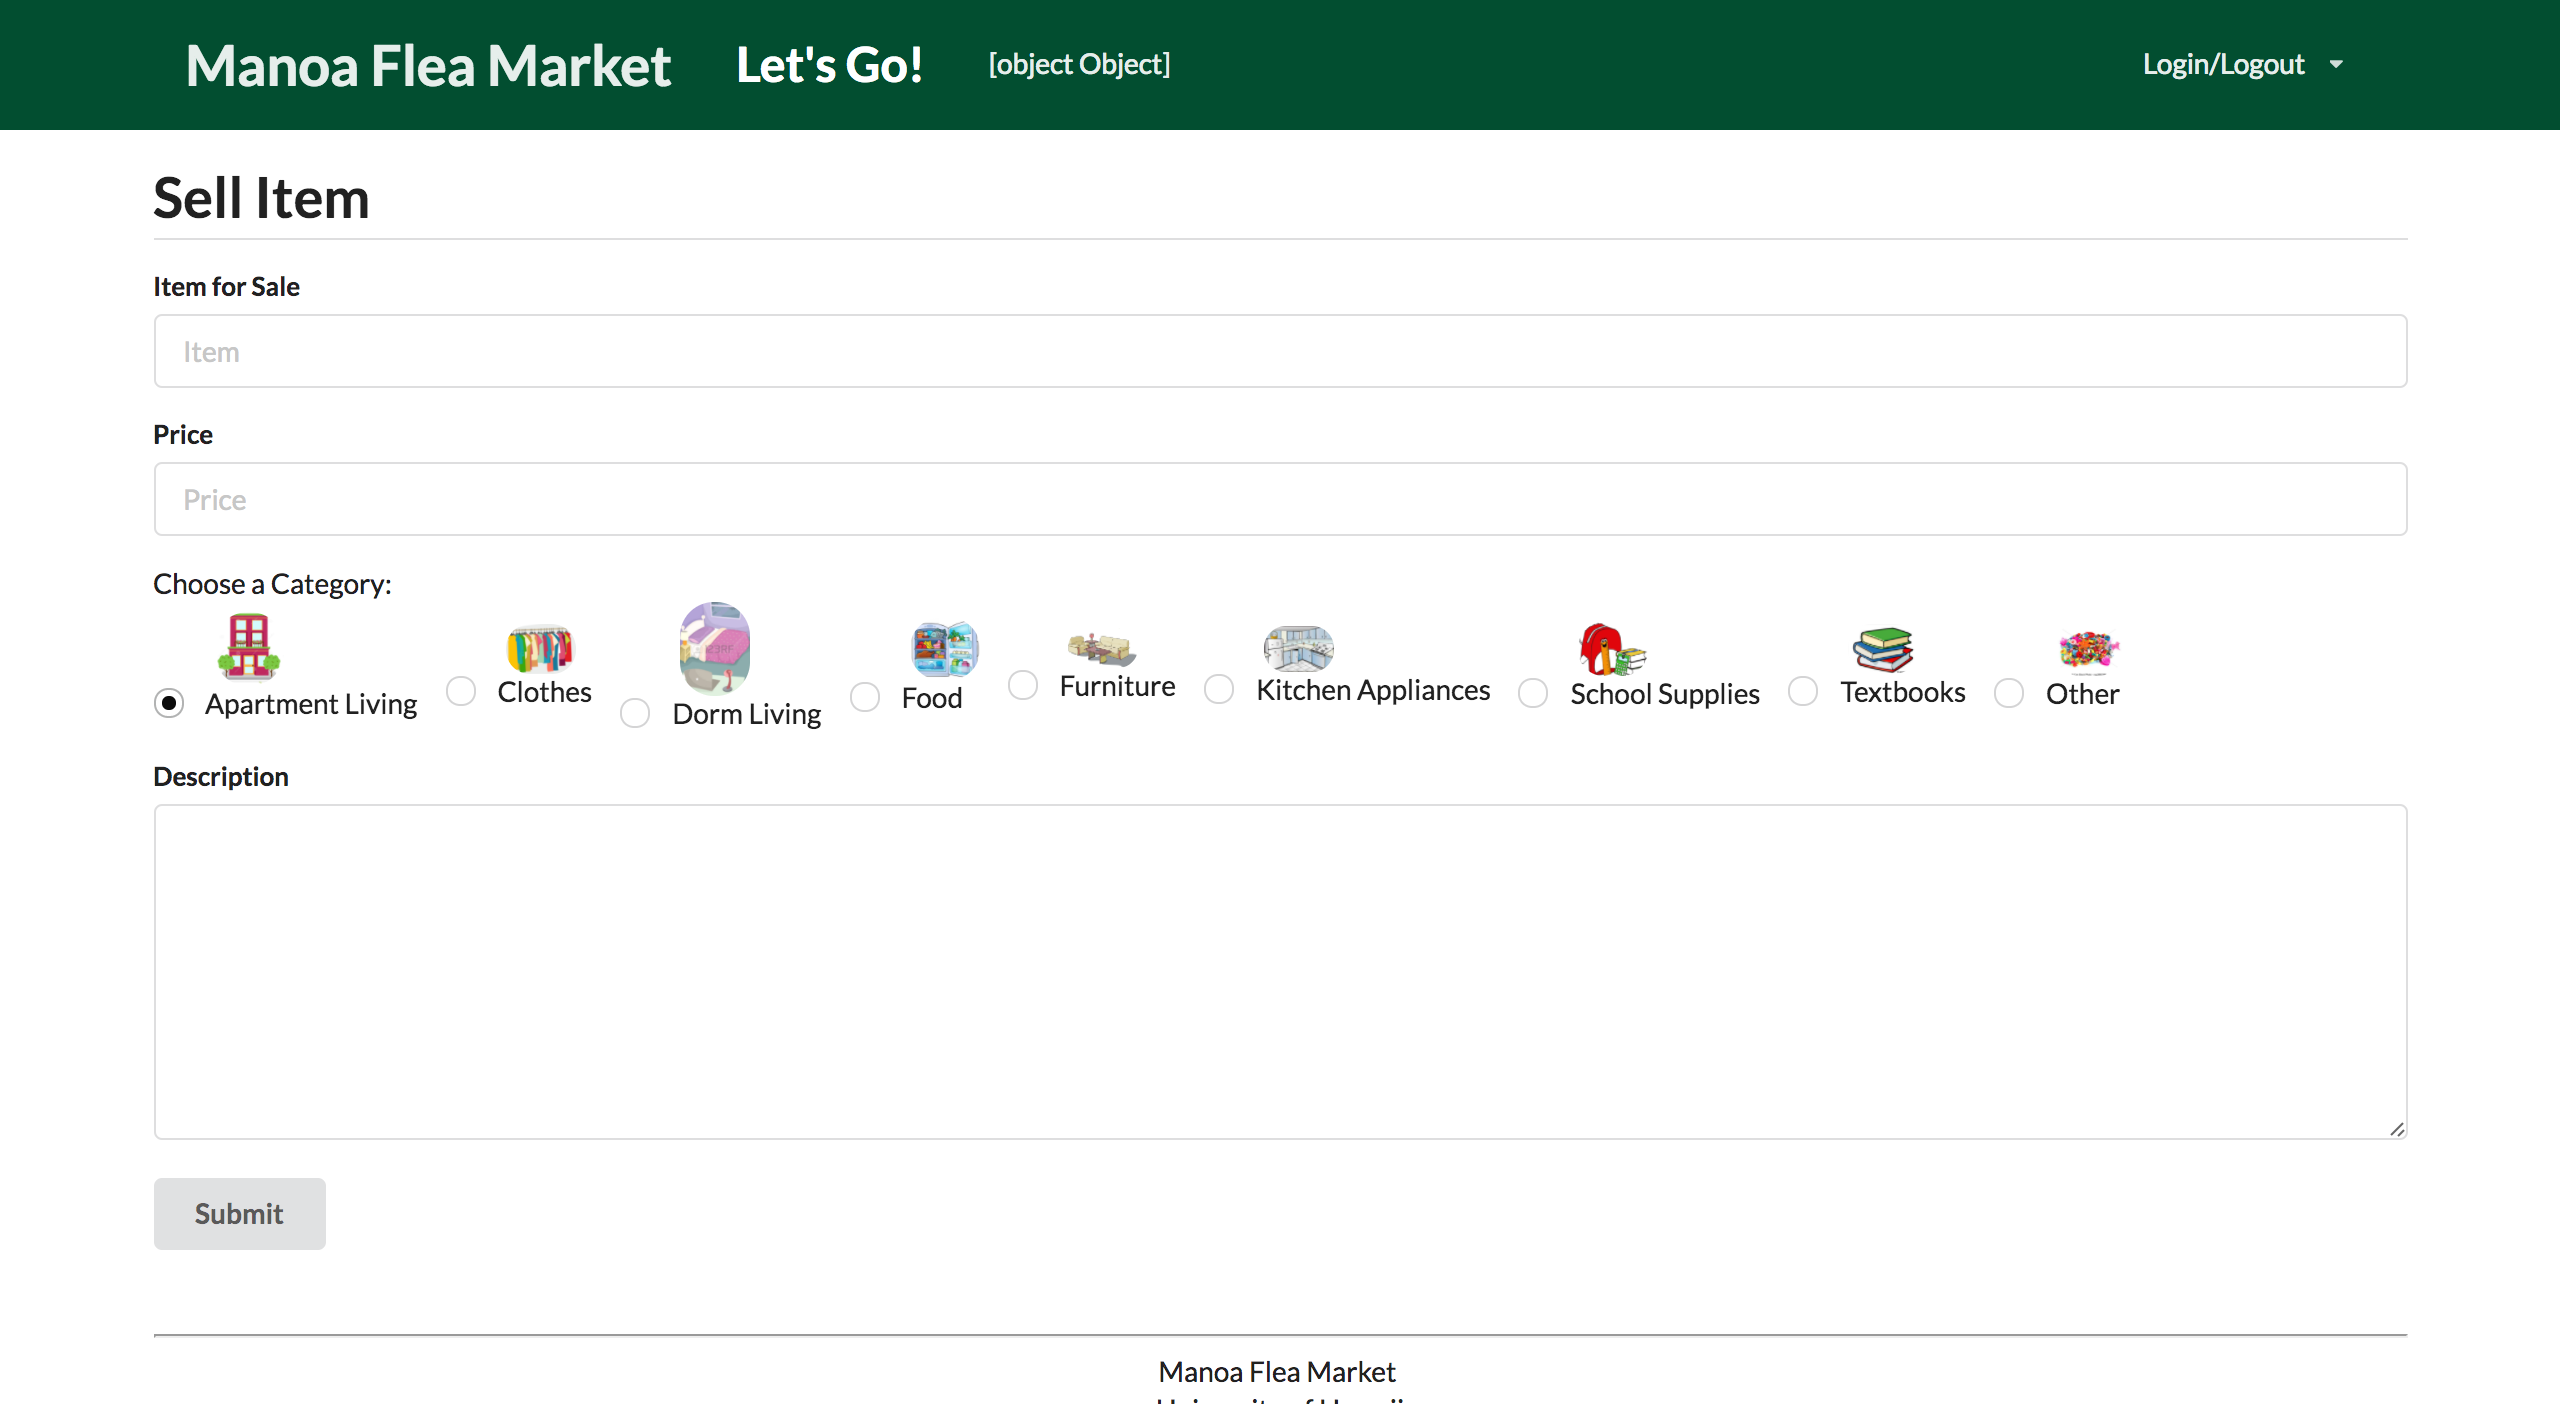 Manoa Flea Market Let's Go! [object Object] Login/Logout
Sell Item
Item for Sale
Item
Price
Price
Choose a Category:
Apartment Living Clothes Dorm Living Food Furniture Kitchen Appliances School Supplies Textbooks Other
Description
Submit
Manoa Flea Market